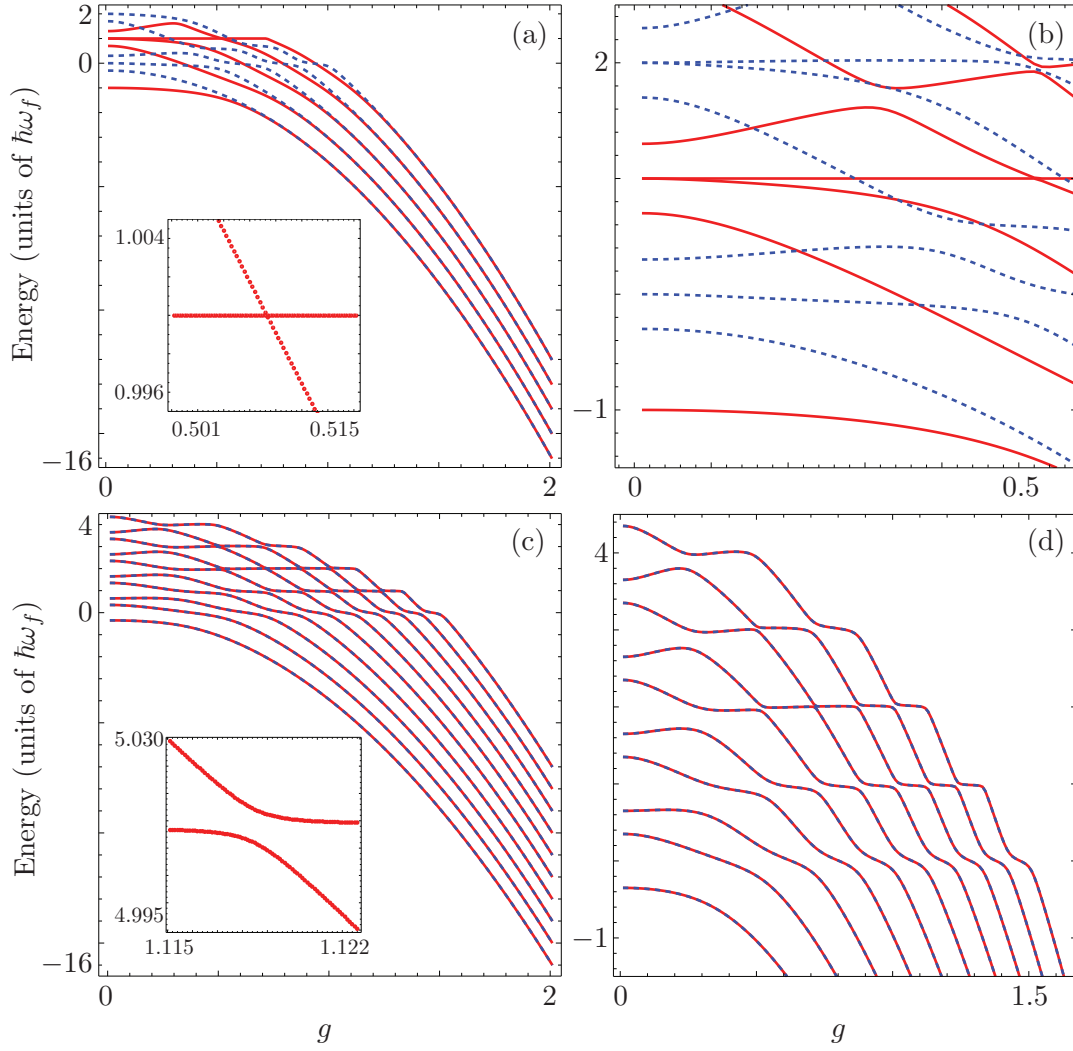 2
0
(a)
Energy (units of ħω_f)
1.004
0.996
0.501 0.515
−16
0 2
g
(b)
2
−1
0 0.5
g
(c)
4
0
Energy (units of ħω_f)
5.030
4.995
1.115 1.122
−16
0 2
g
(d)
4
−1
0 1.5
g